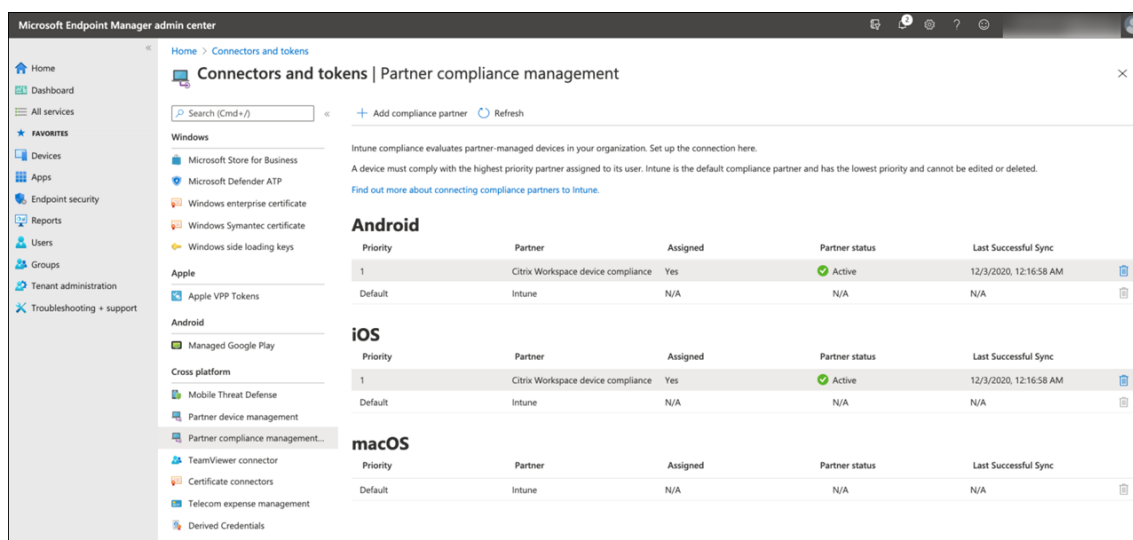 Microsoft Endpoint Manager admin center
2
?
«
Home
Dashboard
All services
FAVORITES
Devices
Apps
Endpoint security
Reports
Users
Groups
Tenant administration
Troubleshooting + support
Home > Connectors and tokens
Connectors and tokens | Partner compliance management
Search (Cmd+/)
«
Windows
Microsoft Store for Business
Microsoft Defender ATP
Windows enterprise certificate
Windows Symantec certificate
Windows side loading keys
Apple
Apple VPP Tokens
Android
Managed Google Play
Cross platform
Mobile Threat Defense
Partner device management
Partner compliance management...
TeamViewer connector
Certificate connectors
Telecom expense management
Derived Credentials
Add compliance partner Refresh
Intune compliance evaluates partner-managed devices in your organization. Set up the connection here.
A device must comply with the highest priority partner assigned to its user. Intune is the default compliance partner and has the lowest priority and cannot be edited or deleted.
Find out more about connecting compliance partners to Intune.
Android
Priority Partner Assigned Partner status Last Successful Sync
1 Citrix Workspace device compliance Yes Active 12/3/2020, 12:16:58 AM
Default Intune N/A N/A N/A
iOS
Priority Partner Assigned Partner status Last Successful Sync
1 Citrix Workspace device compliance Yes Active 12/3/2020, 12:16:58 AM
Default Intune N/A N/A N/A
macOS
Priority Partner Assigned Partner status Last Successful Sync
Default Intune N/A N/A N/A